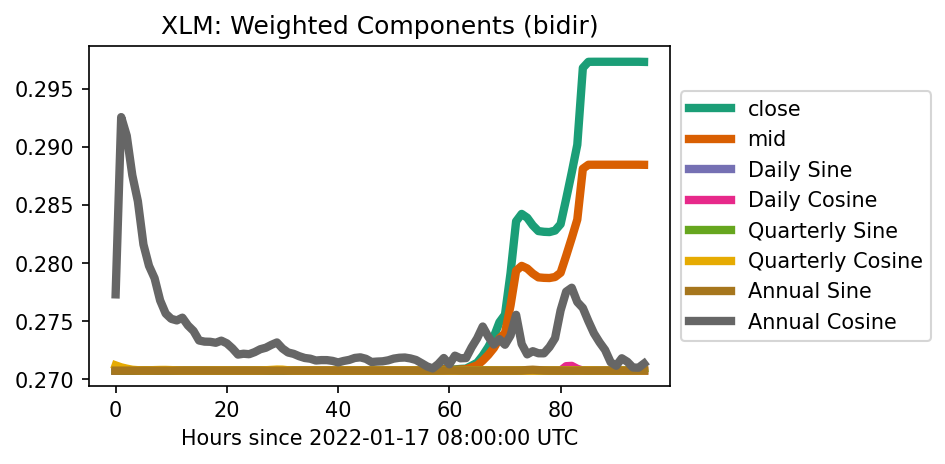 XLM: Weighted Components (bidir)
0.295
0.290
0.285
0.280
0.275
0.270
0 20 40 60 80
Hours since 2022-01-17 08:00:00 UTC
close
mid
Daily Sine
Daily Cosine
Quarterly Sine
Quarterly Cosine
Annual Sine
Annual Cosine